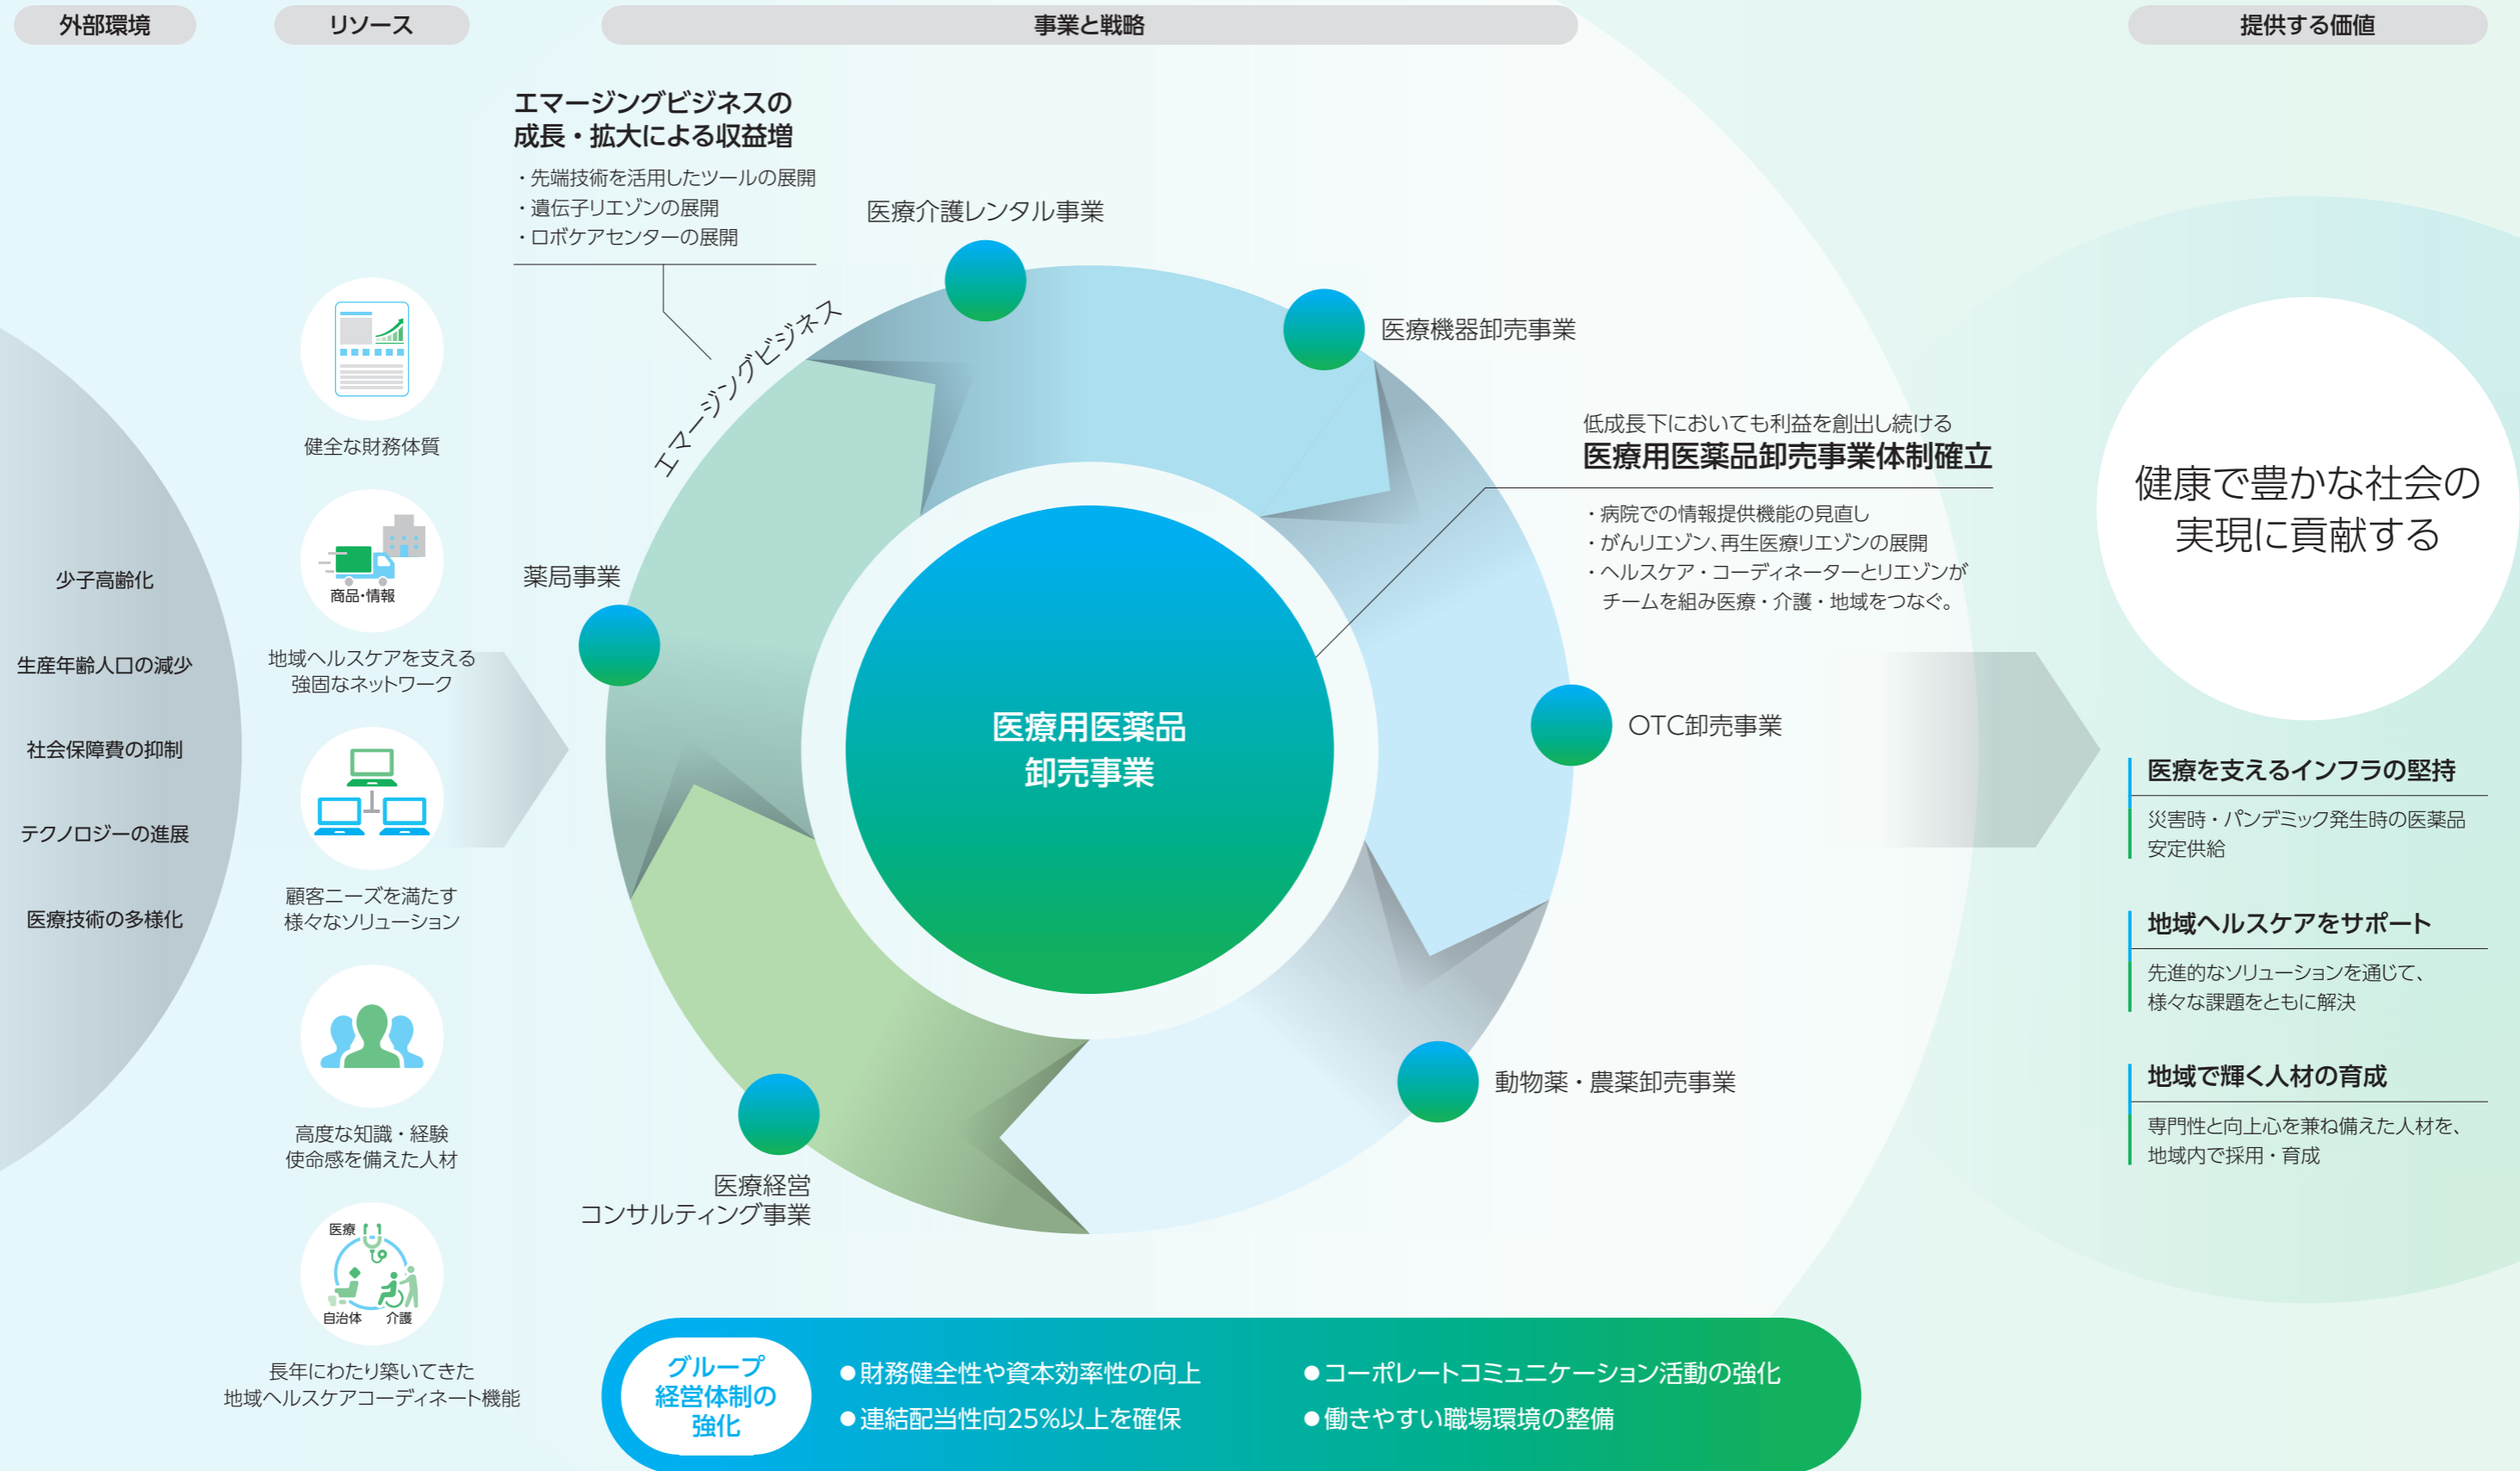 外部環境
リソース
事業と戦略
提供する価値
少子高齢化
生産年齢人口の減少
社会保障費の抑制
テクノロジーの進展
医療技術の多様化
健全な財務体質
商品・情報
地域ヘルスケアを支える
強固なネットワーク
顧客ニーズを満たす
様々なソリューション
高度な知識・経験
使命感を備えた人材
医療
自治体
介護
長年にわたり築いてきた
地域ヘルスケアコーディネート機能
エマージングビジネスの
成長・拡大による収益増
・先端技術を活用したツールの展開
・遺伝子リエゾンの展開
・ロボケアセンターの展開
エマージングビジネス
医療介護レンタル事業
医療機器卸売事業
低成長下においても利益を創出し続ける
医療用医薬品卸売事業体制確立
・病院での情報提供機能の見直し
・がんリエゾン、再生医療リエゾンの展開
・ヘルスケア・コーディネーターとリエゾンが
チームを組み医療・介護・地域をつなぐ。
薬局事業
医療用医薬品
卸売事業
OTC卸売事業
動物薬・農薬卸売事業
医療経営
コンサルティング事業
グループ
経営体制の
強化
●財務健全性や資本効率性の向上
●連結配当性向25%以上を確保
●コーポレートコミュニケーション活動の強化
●働きやすい職場環境の整備
健康で豊かな社会の
実現に貢献する
医療を支えるインフラの堅持
災害時・パンデミック発生時の医薬品
安定供給
地域ヘルスケアをサポート
先進的なソリューションを通じて、
様々な課題をともに解決
地域で輝く人材の育成
専門性と向上心を兼ね備えた人材を、
地域内で採用・育成